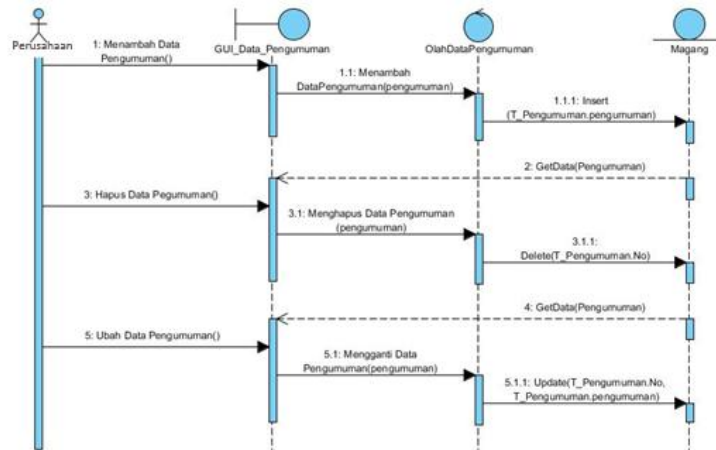 Perusahaan
GUI_Data_Pengumuman
OlahDataPengumuman
Magang
1: Menambah Data
Pengumuman()
1.1: Menambah
DataPengumuman(pengumuman)
1.1.1: Insert
(T_Pengumuman.pengumuman)
2: GetData(Pengumuman)
3: Hapus Data Pegumuman()
3.1: Menghapus Data Pengumuman
(pengumuman)
3.1.1:
Delete(T_Pengumuman.No)
4: GetData(Pengumuman)
5: Ubah Data Pengumuman()
5.1: Mengganti Data
Pengumuman(pengumuman)
5.1.1: Update(T_Pengumuman.No,
T_Pengumuman.pengumuman)